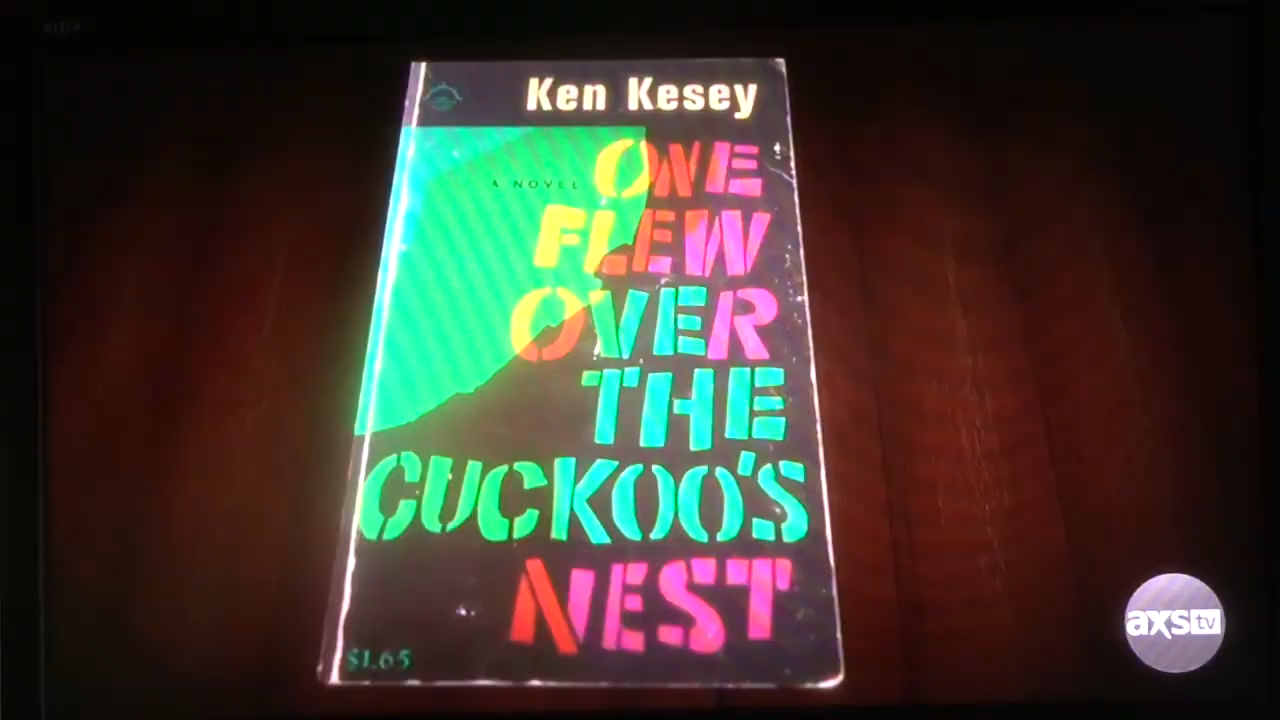 Ken Kesey
A NOVEL
ONE
FLEW
OVER
THE
CUCKOO'S
NEST
$1.65
axs tv